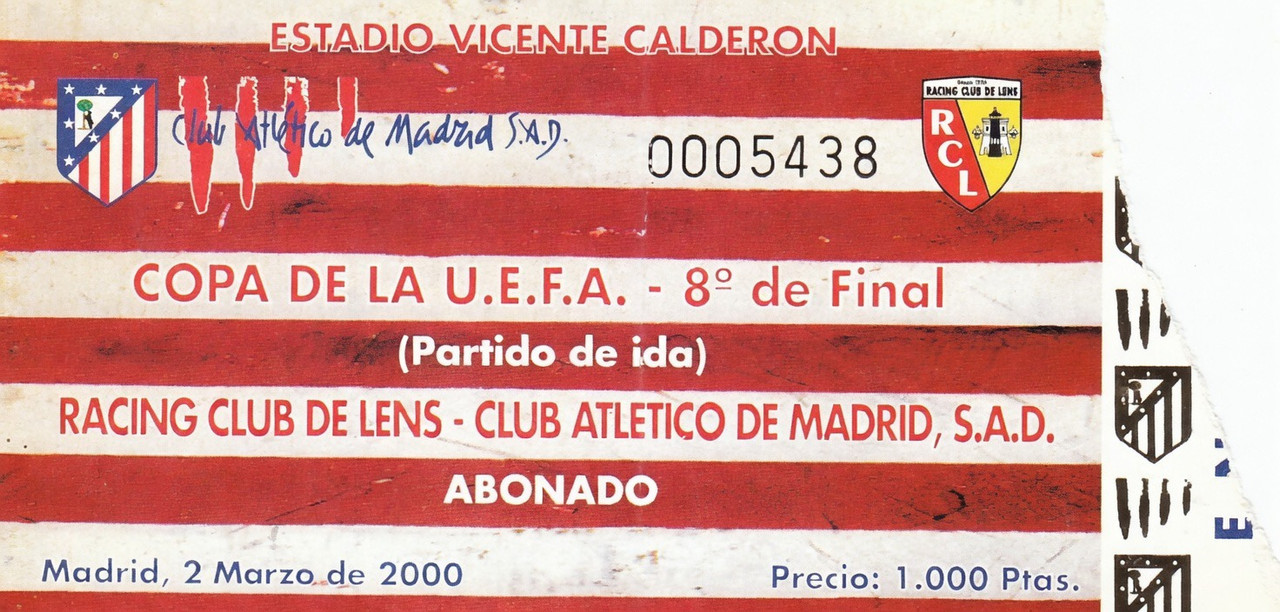 ESTADIO VICENTE CALDERON
Club Atlético de Madrid S.A.D.
0005438
RACING CLUB DE LENS
RCL
COPA DE LA U.E.F.A. - 8º de Final
(Partido de ida)
RACING CLUB DE LENS - CLUB ATLETICO DE MADRID, S.A.D.
ABONADO
Madrid, 2 Marzo de 2000
Precio: 1.000 Ptas.
E